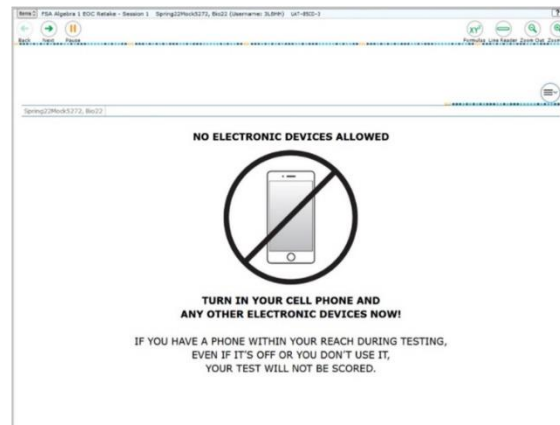 FSA Algebra 1 EOC Retake - Session 1 Spring22Mock5272, Bio22
Back Next Pause
Formulas Line Reader Zoom Out
Spring22Mock5272, Bio22
NO ELECTRONIC DEVICES ALLOWED
TURN IN YOUR CELL PHONE AND
ANY OTHER ELECTRONIC DEVICES NOW!
IF YOU HAVE A PHONE WITHIN YOUR REACH DURING TESTING,
EVEN IF IT'S OFF OR YOU DON'T USE IT,
YOUR TEST WILL NOT BE SCORED.